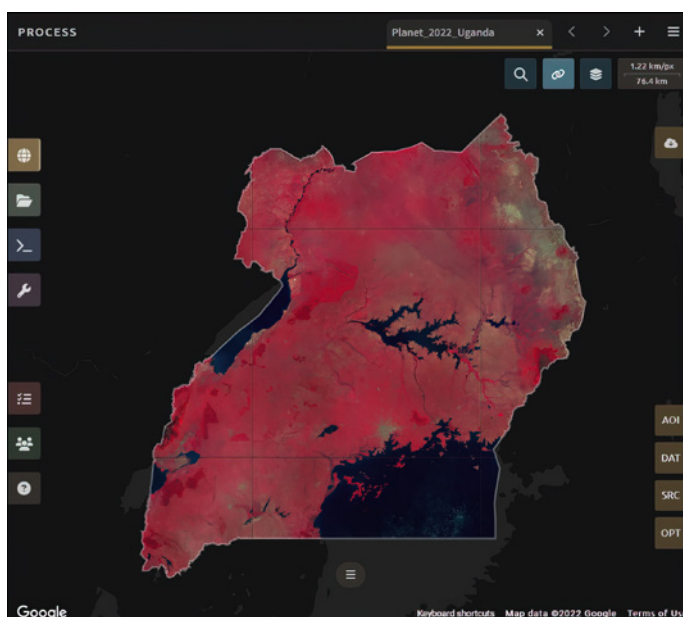 PROCESS
Planet_2022_Uganda
1.22 km/px
76.4 km
AOI
DAT
SRC
OPT
Google
Keyboard shortcuts
Map data ©2022 Google
Terms of Us